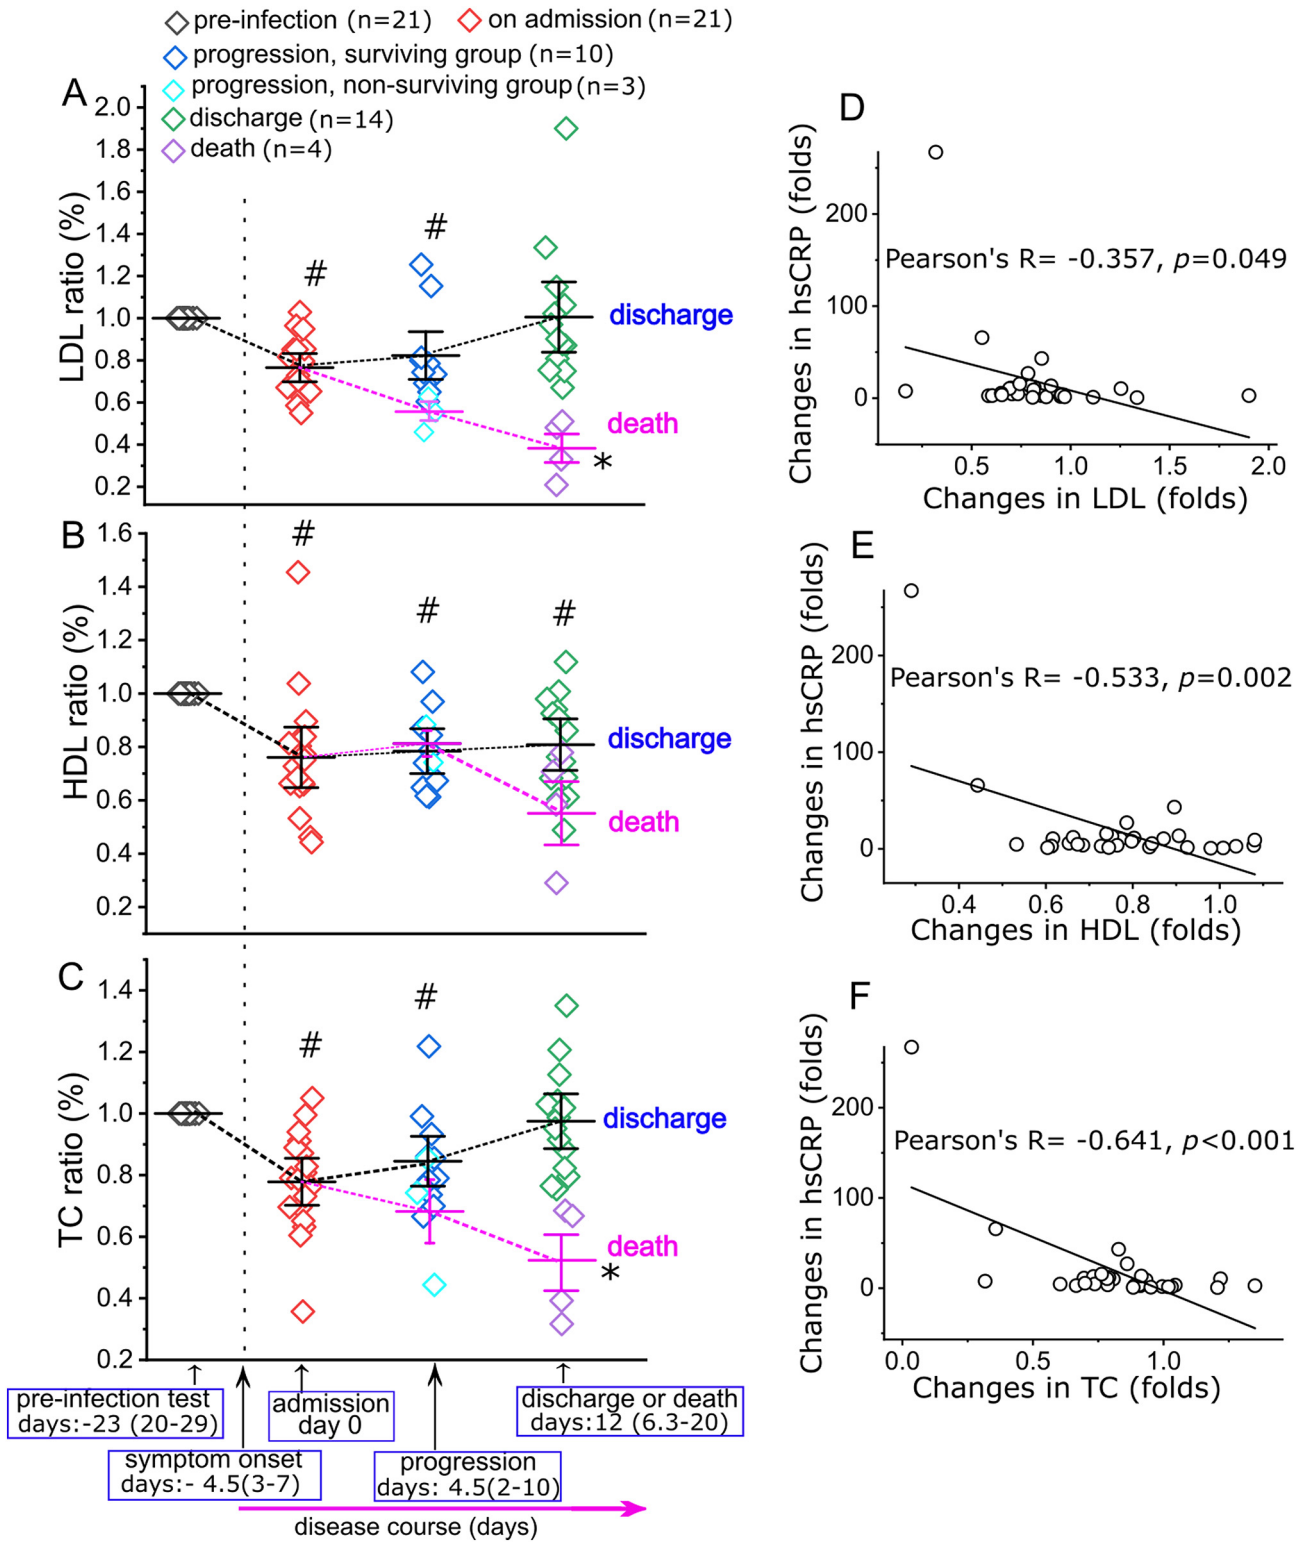 pre-infection (n=21) on admission (n=21)
progression, surviving group (n=10)
progression, non-surviving group (n=3)
discharge (n=14)
death (n=4)
A
LDL ratio (%)
2.0
1.8
1.6
1.4
1.2
1.0
0.8
0.6
0.4
0.2
#
#
discharge
death
*
B
HDL ratio (%)
1.6
1.4
1.2
1.0
0.8
0.6
0.4
0.2
#
#
#
discharge
death
C
TC ratio (%)
1.4
1.2
1.0
0.8
0.6
0.4
0.2
#
#
discharge
death
*
pre-infection test
days:-23 (20-29)
symptom onset
days:- 4.5(3-7)
admission
day 0
progression
days: 4.5(2-10)
discharge or death
days:12 (6.3-20)
disease course (days)
D
Changes in hsCRP (folds)
200
100
0
Pearson's R= -0.357, p=0.049
0.5 1.0 1.5 2.0
Changes in LDL (folds)
E
Changes in hsCRP (folds)
200
100
0
Pearson's R= -0.533, p=0.002
0.4 0.6 0.8 1.0
Changes in HDL (folds)
F
Changes in hsCRP (folds)
200
100
0
Pearson's R= -0.641, p<0.001
0.0 0.5 1.0
Changes in TC (folds)